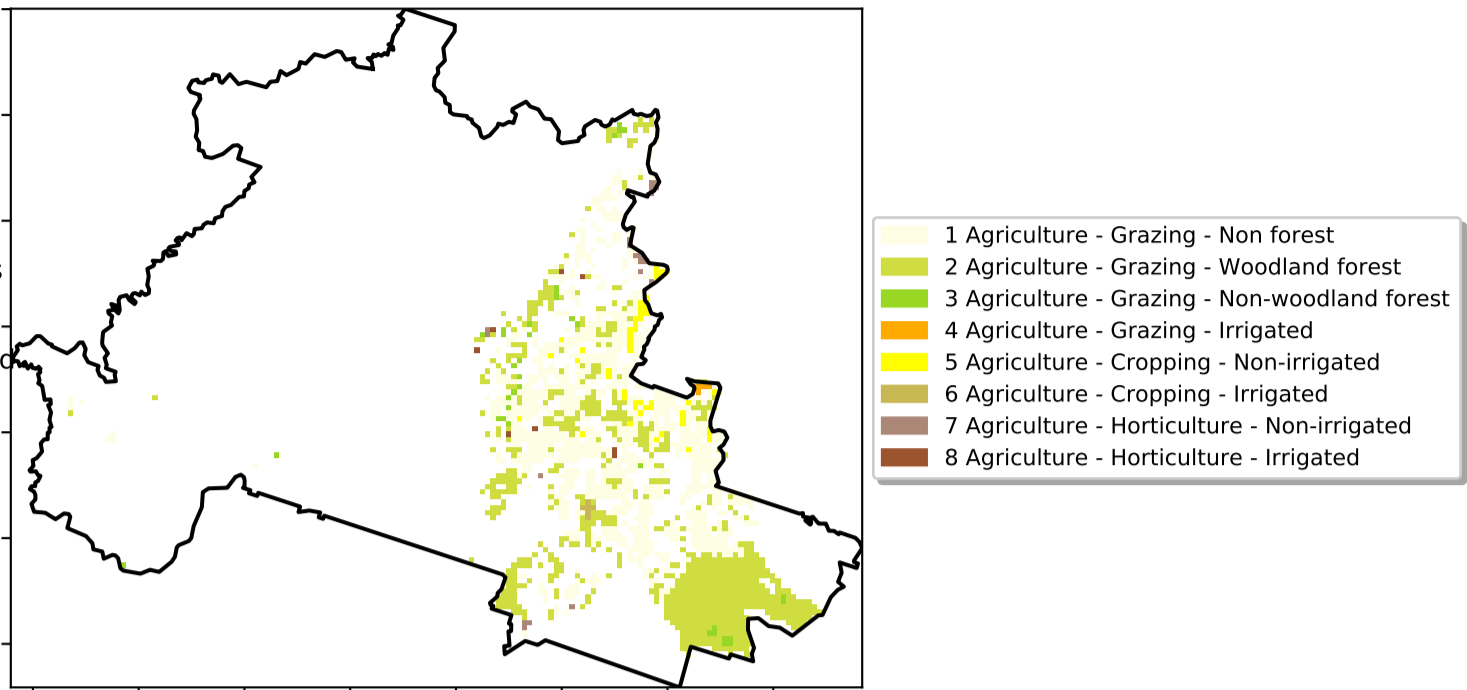 1 Agriculture - Grazing - Non forest
2 Agriculture - Grazing - Woodland forest
3 Agriculture - Grazing - Non-woodland forest
4 Agriculture - Grazing - Irrigated
5 Agriculture - Cropping - Non-irrigated
6 Agriculture - Cropping - Irrigated
7 Agriculture - Horticulture - Non-irrigated
8 Agriculture - Horticulture - Irrigated